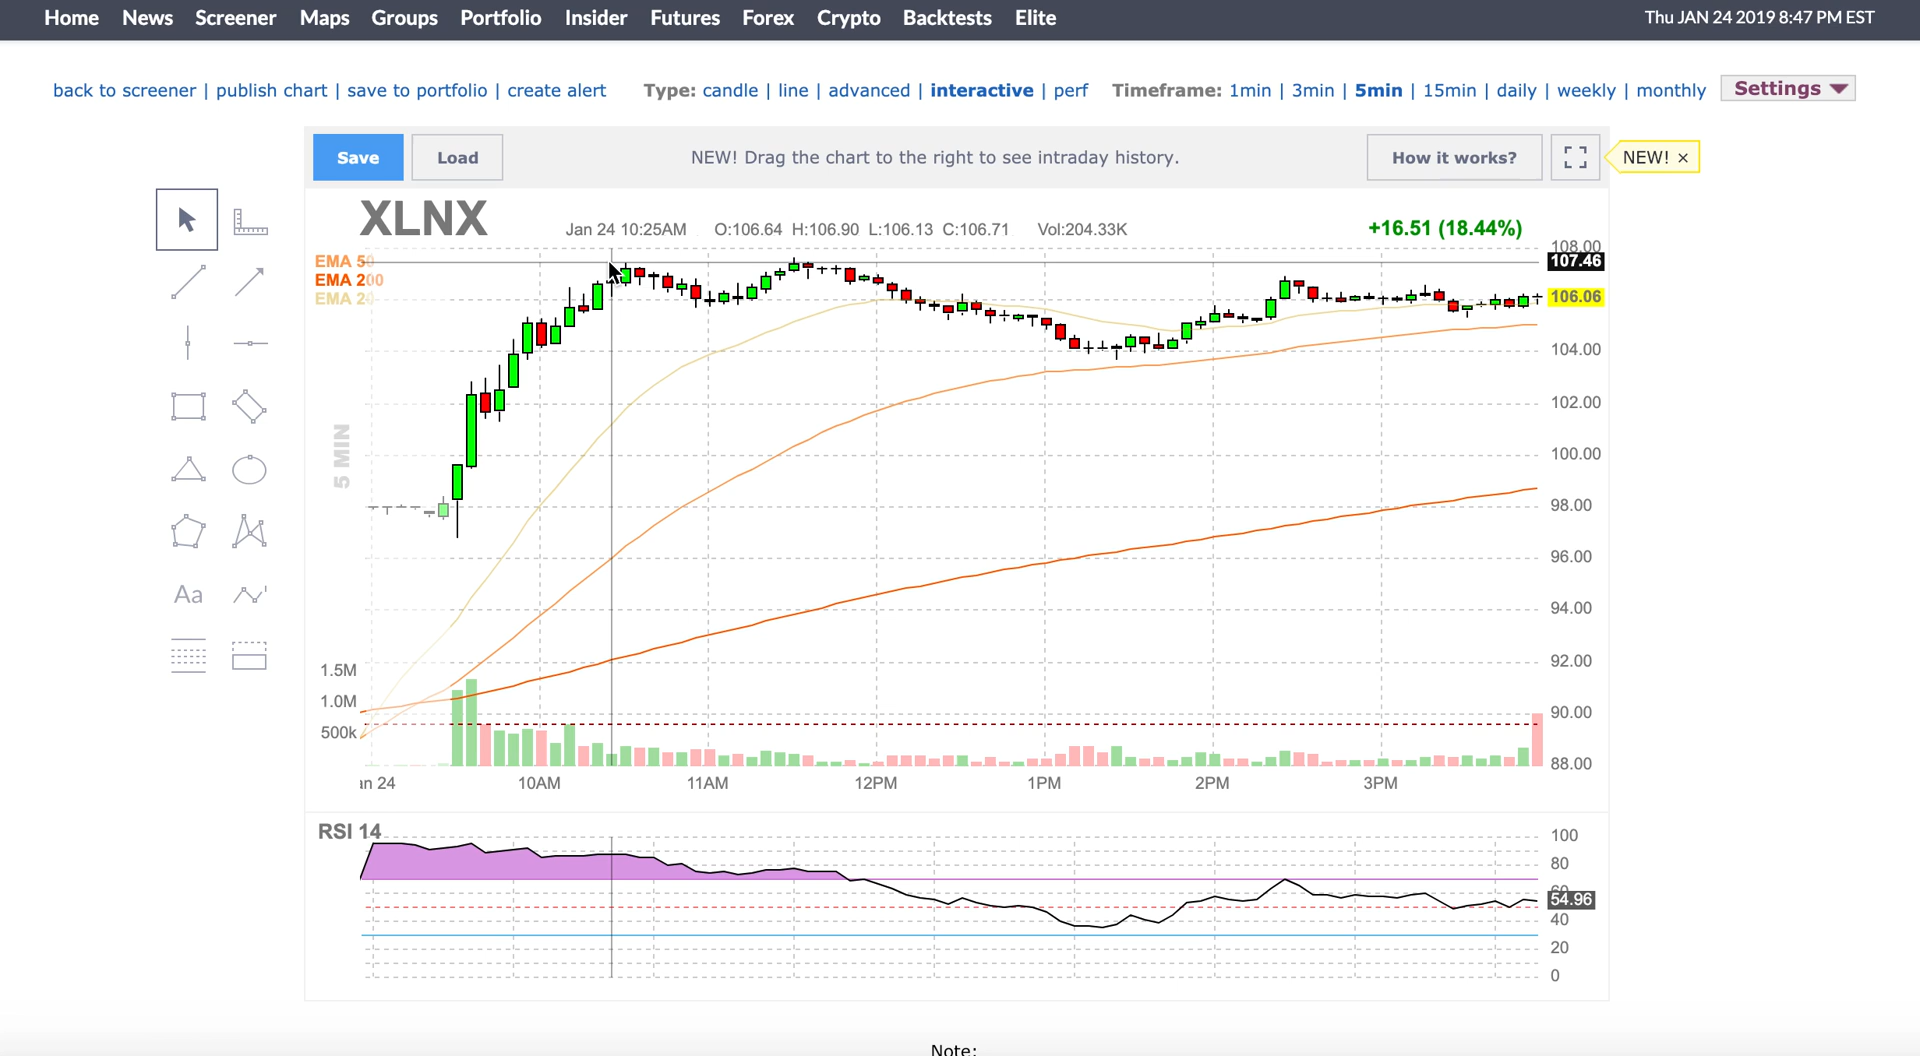 Home News Screener Maps Groups Portfolio Insider Futures Forex Crypto Backtests Elite Thu JAN 24 2019 8:47 PM EST
back to screener | publish chart | save to portfolio | create alert Type: candle | line | advanced | interactive | perf Timeframe: 1min | 3min | 5min | 15min | daily | weekly | monthly Settings
Save Load NEW! Drag the chart to the right to see intraday history. How it works? NEW! ×
XLNX Jan 24 10:25AM O:106.64 H:106.90 L:106.13 C:106.71 Vol:204.33K +16.51 (18.44%)
108.00
EMA 50 107.46
EMA 200
EMA 20 106.06
104.00
102.00
5 MIN
100.00
98.00
96.00
Aa
94.00
92.00
1.5M
1.0M
90.00
500k
88.00
an 24 10AM 11AM 12PM 1PM 2PM 3PM
RSI 14
100
80
60
54.96
40
20
0
Note: